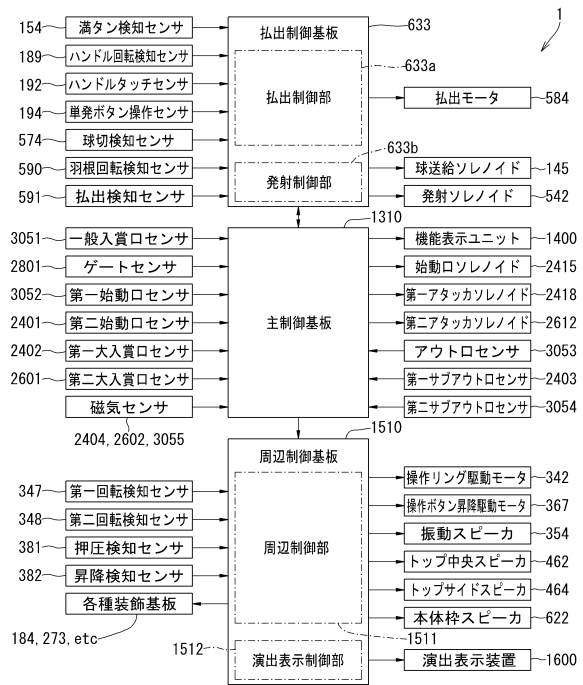 1
154 満タン検知センサ
189 ハンドル回転検知センサ
192 ハンドルタッチセンサ
194 単発ボタン操作センサ
574 球切検知センサ
590 羽根回転検知センサ
591 払出検知センサ
払出制御基板 633
633a
払出制御部
633b
発射制御部
払出モータ 584
球送給ソレノイド 145
発射ソレノイド 542
1310
主制御基板
3051 一般入賞口センサ
2801 ゲートセンサ
3052 第一始動口センサ
2401 第二始動口センサ
2402 第一大入賞口センサ
2601 第二大入賞口センサ
磁気センサ
2404, 2602, 3055
機能表示ユニット 1400
始動口ソレノイド 2415
第一アタッカソレノイド 2418
第二アタッカソレノイド 2612
アウト口センサ 3053
第一サブアウト口センサ 2403
第二サブアウト口センサ 3054
1510
周辺制御基板
周辺制御部
347 第一回転検知センサ
348 第二回転検知センサ
381 押圧検知センサ
382 昇降検知センサ
各種装飾基板
184, 273, etc
操作リング駆動モータ 342
操作ボタン昇降駆動モータ 367
振動スピーカ 354
トップ中央スピーカ 462
トップサイドスピーカ 464
本体枠スピーカ 622
1511
1512
演出表示制御部
演出表示装置 1600